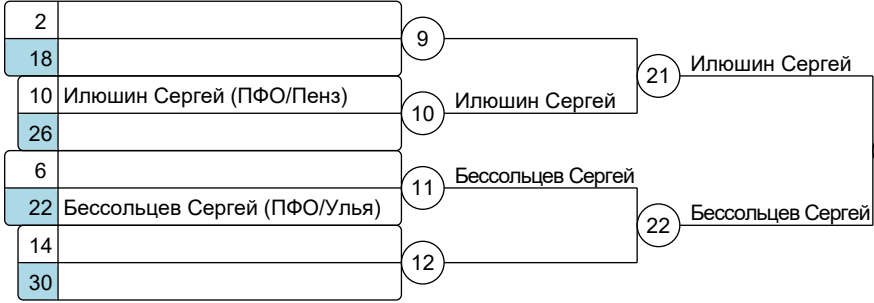 2
18
9
10 Илюшин Сергей (ПФО/Пенз)
26
10
Илюшин Сергей
21
Илюшин Сергей
6
22 Бессольцев Сергей (ПФО/Улья)
11
Бессольцев Сергей
14
30
12
22
Бессольцев Сергей